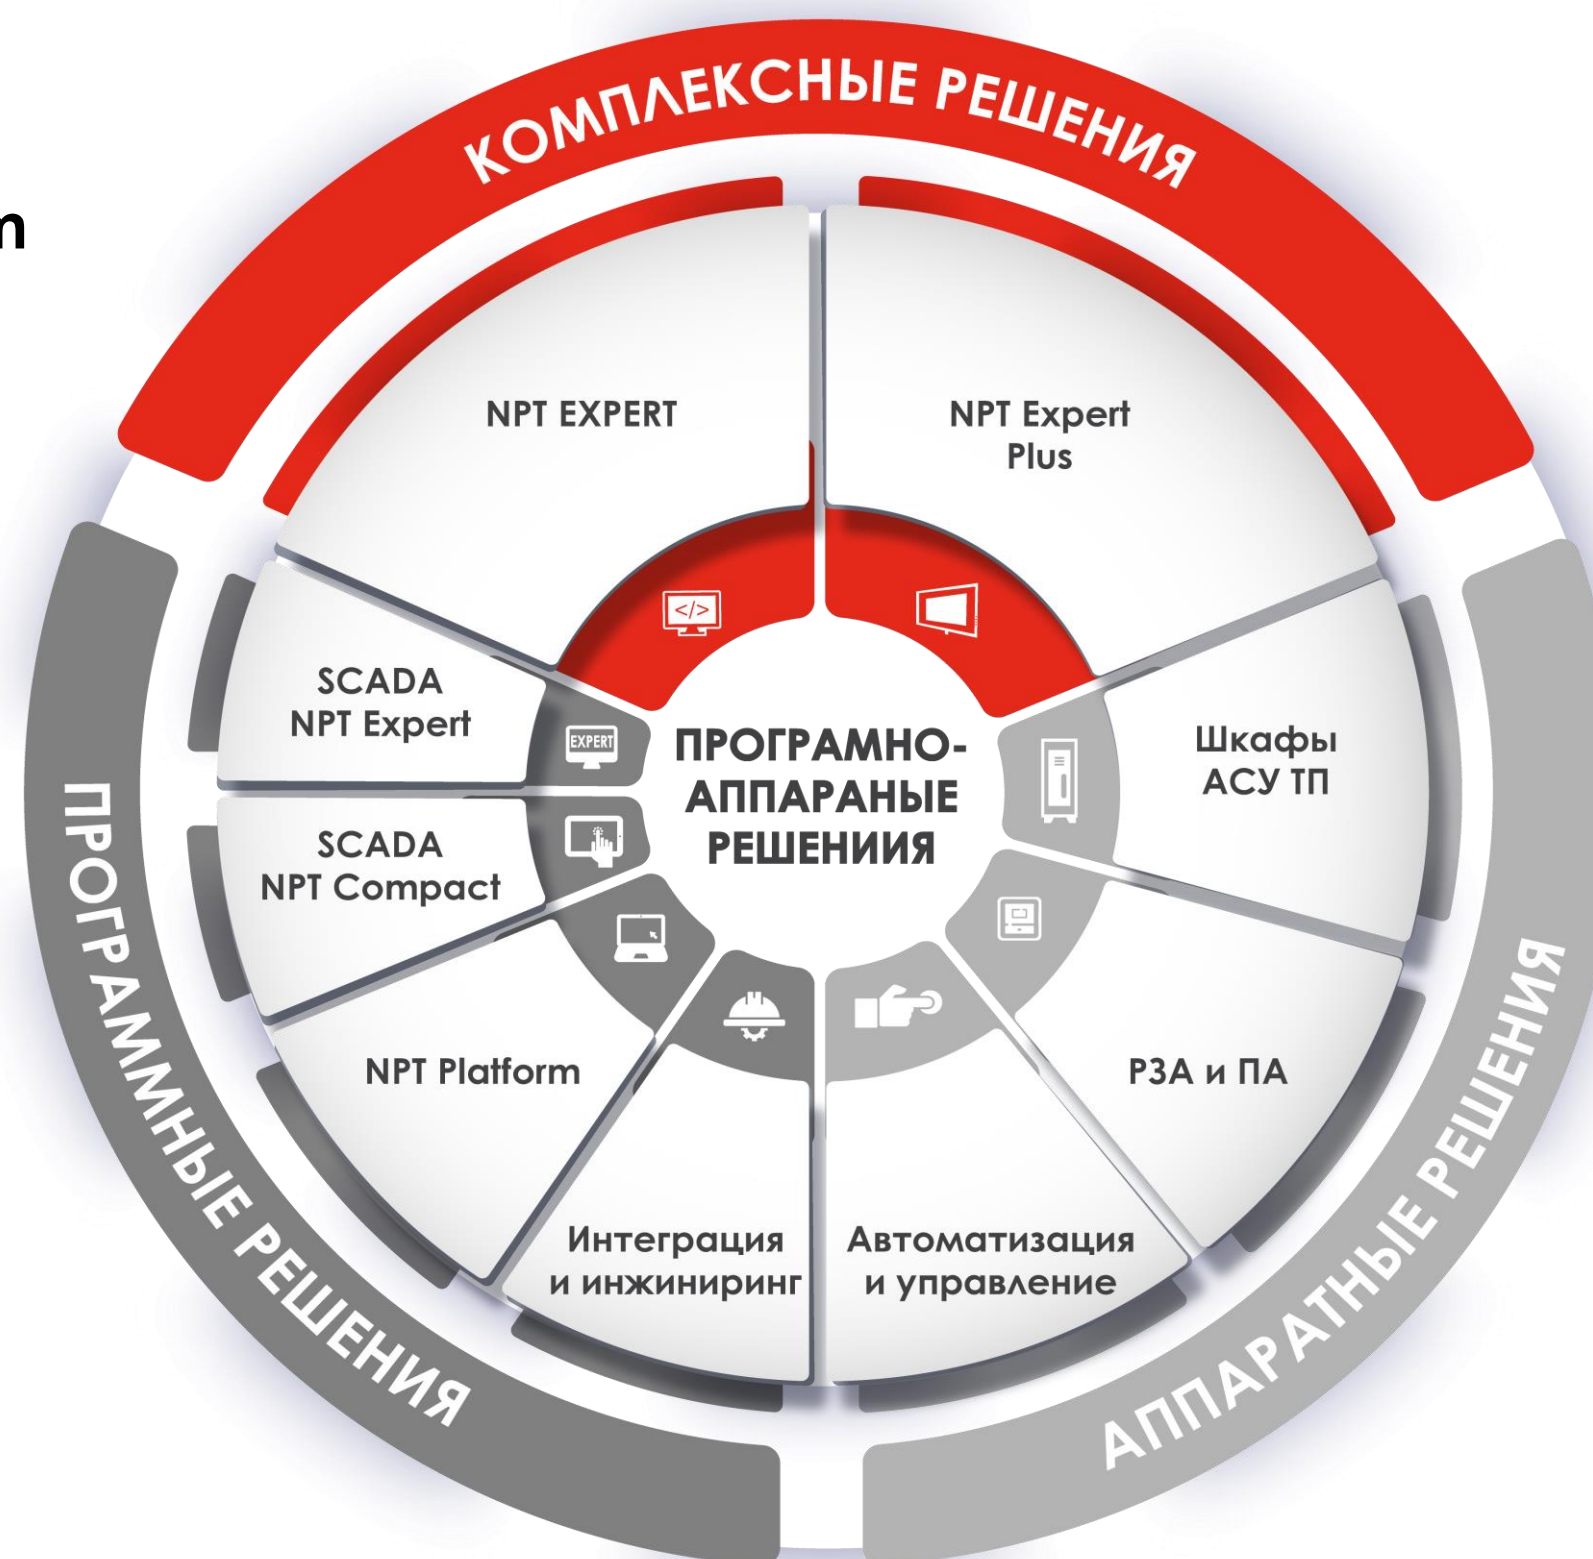 КОМПЛЕКСНЫЕ РЕШЕНИЯ
m
NPT EXPERT
NPT Expert
Plus
</>
SCADA
NPT Expert
EXPERT
ПРОГРАМНО-
АППАРАНЫЕ
РЕШЕНИИЯ
Шкафы
АСУ ТП
SCADA
NPT Compact
NPT Platform
РЗА и ПА
Интеграция
и инжиниринг
Автоматизация
и управление
ПРОГРАММНЫЕ РЕШЕНИЯ
АППАРАТНЫЕ РЕШЕНИЯ